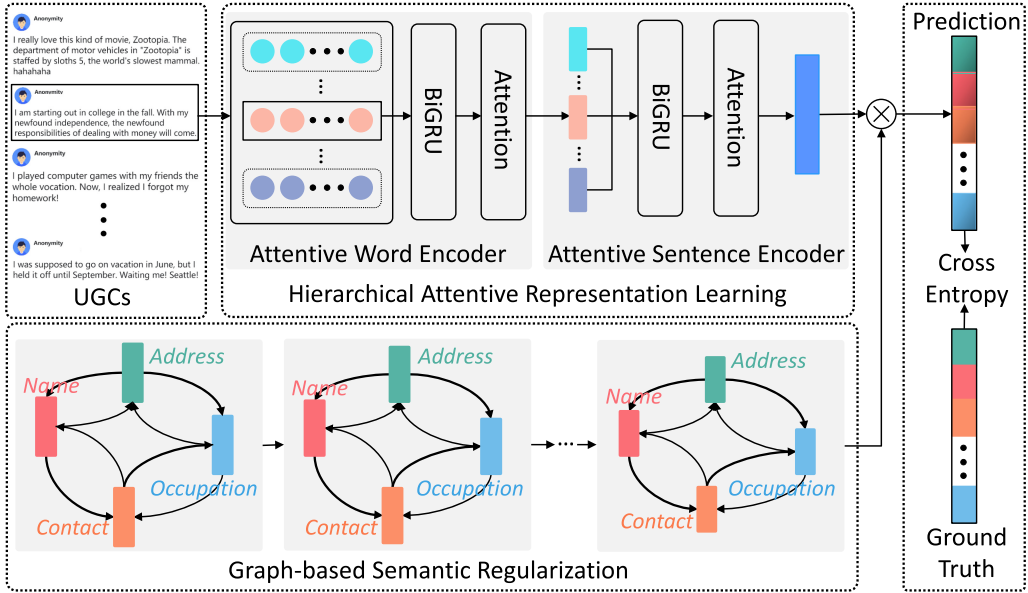 Anonymity
I really love this kind of movie, Zootopia. The
department of motor vehicles in "Zootopia" is
staffed by sloths 5, the world's slowest mammal.
hahahaha
Anonymity
I am starting out in college in the fall. With my
newfound independence, the newfound
responsibilities of dealing with money will come.
Anonymity
I played computer games with my friends the
whole vocation. Now, I realized I forgot my
homework!
Anonymity
I was supposed to go on vacation in June, but I
held it off until September. Waiting me! Seattle!
UGCs
BiGRU
Attention
Attentive Word Encoder
BiGRU
Attention
Attentive Sentence Encoder
Hierarchical Attentive Representation Learning
Address
Name
Occupation
Contact
Address
Name
Occupation
Contact
Address
Name
Occupation
Contact
Graph-based Semantic Regularization
Prediction
Cross
Entropy
Ground
Truth